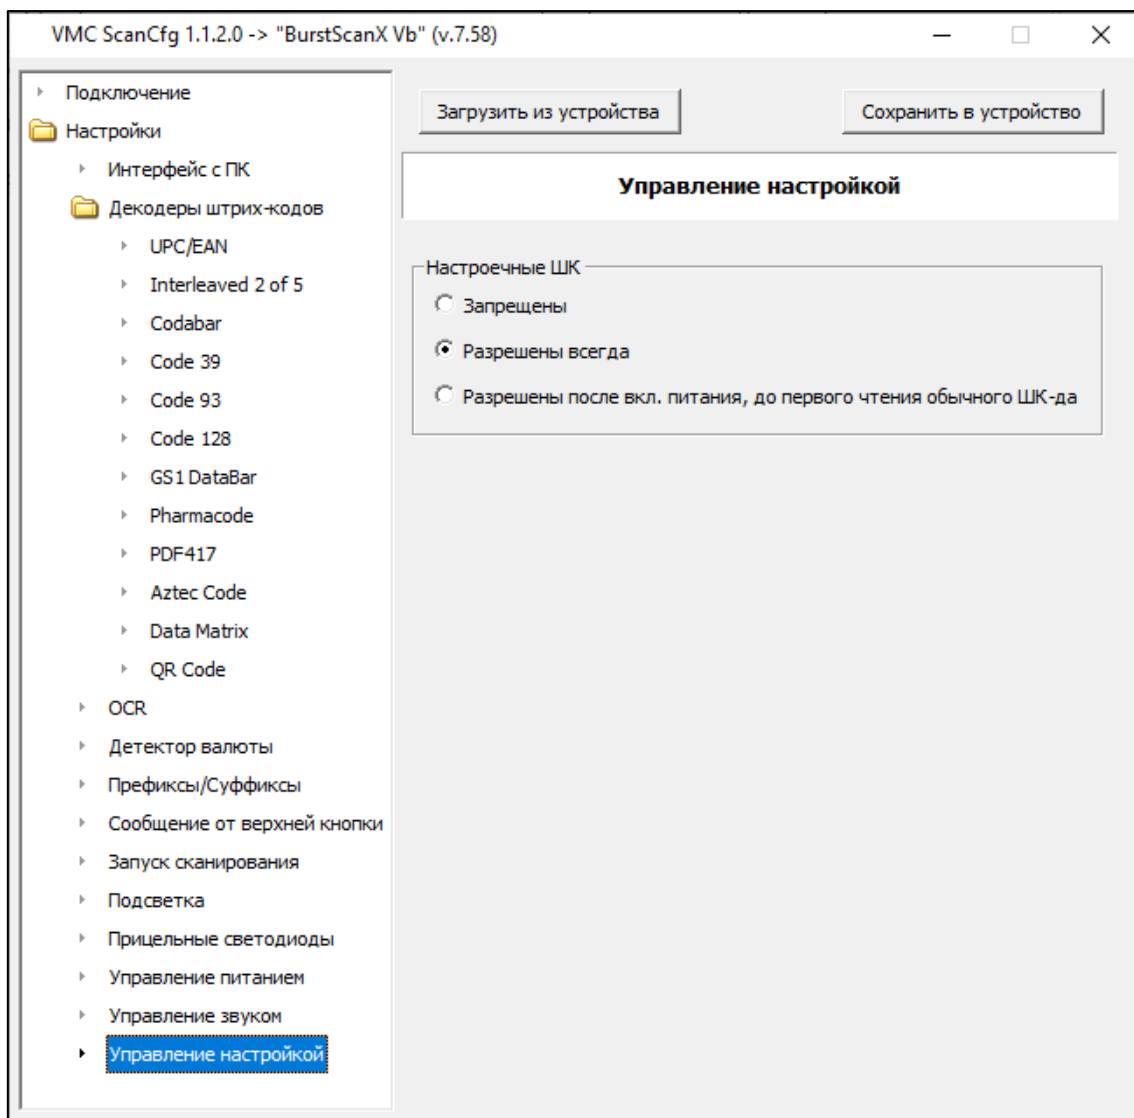 VMC ScanCfg 1.1.2.0 -> "BurstScanX Vb" (v.7.58)
Подключение
Настройки
Интерфейс с ПК
Декодеры штрих-кодов
UPC/EAN
Interleaved 2 of 5
Codabar
Code 39
Code 93
Code 128
GS1 DataBar
Pharmacode
PDF417
Aztec Code
Data Matrix
QR Code
OCR
Детектор валюты
Префиксы/Суффиксы
Сообщение от верхней кнопки
Запуск сканирования
Подсветка
Прицельные светодиоды
Управление питанием
Управление звуком
Управление настройкой
Загрузить из устройства
Сохранить в устройство
Управление настройкой
Настроечные ШК
Запрещены
Разрешены всегда
Разрешены после вкл. питания, до первого чтения обычного ШК-да